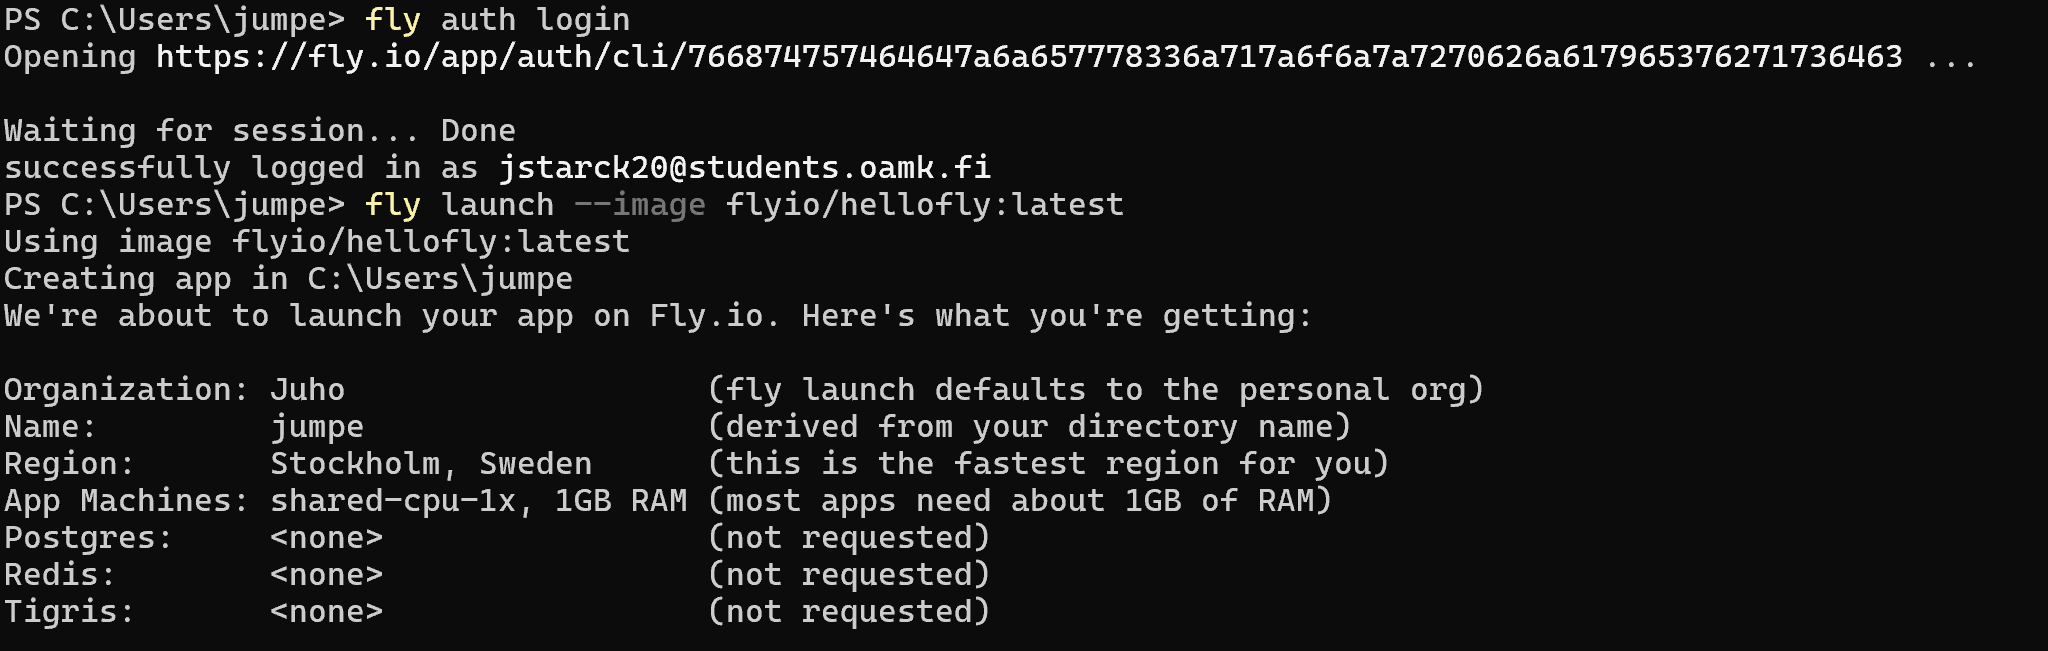 PS C:\Users\jumpe> fly auth login
Opening https://fly.io/app/auth/cli/766874757464647a6a657778336a717a6f6a7a7270626a617965376271736463 ...
Waiting for session... Done
successfully logged in as jstarck20@students.oamk.fi
PS C:\Users\jumpe> fly launch --image flyio/hellofly:latest
Using image flyio/hellofly:latest
Creating app in C:\Users\jumpe
We're about to launch your app on Fly.io. Here's what you're getting:
Organization: Juho                   (fly launch defaults to the personal org)
Name:         jumpe                  (derived from your directory name)
Region:       Stockholm, Sweden      (this is the fastest region for you)
App Machines: shared-cpu-1x, 1GB RAM (most apps need about 1GB of RAM)
Postgres:     <none>                 (not requested)
Redis:        <none>                 (not requested)
Tigris:       <none>                 (not requested)